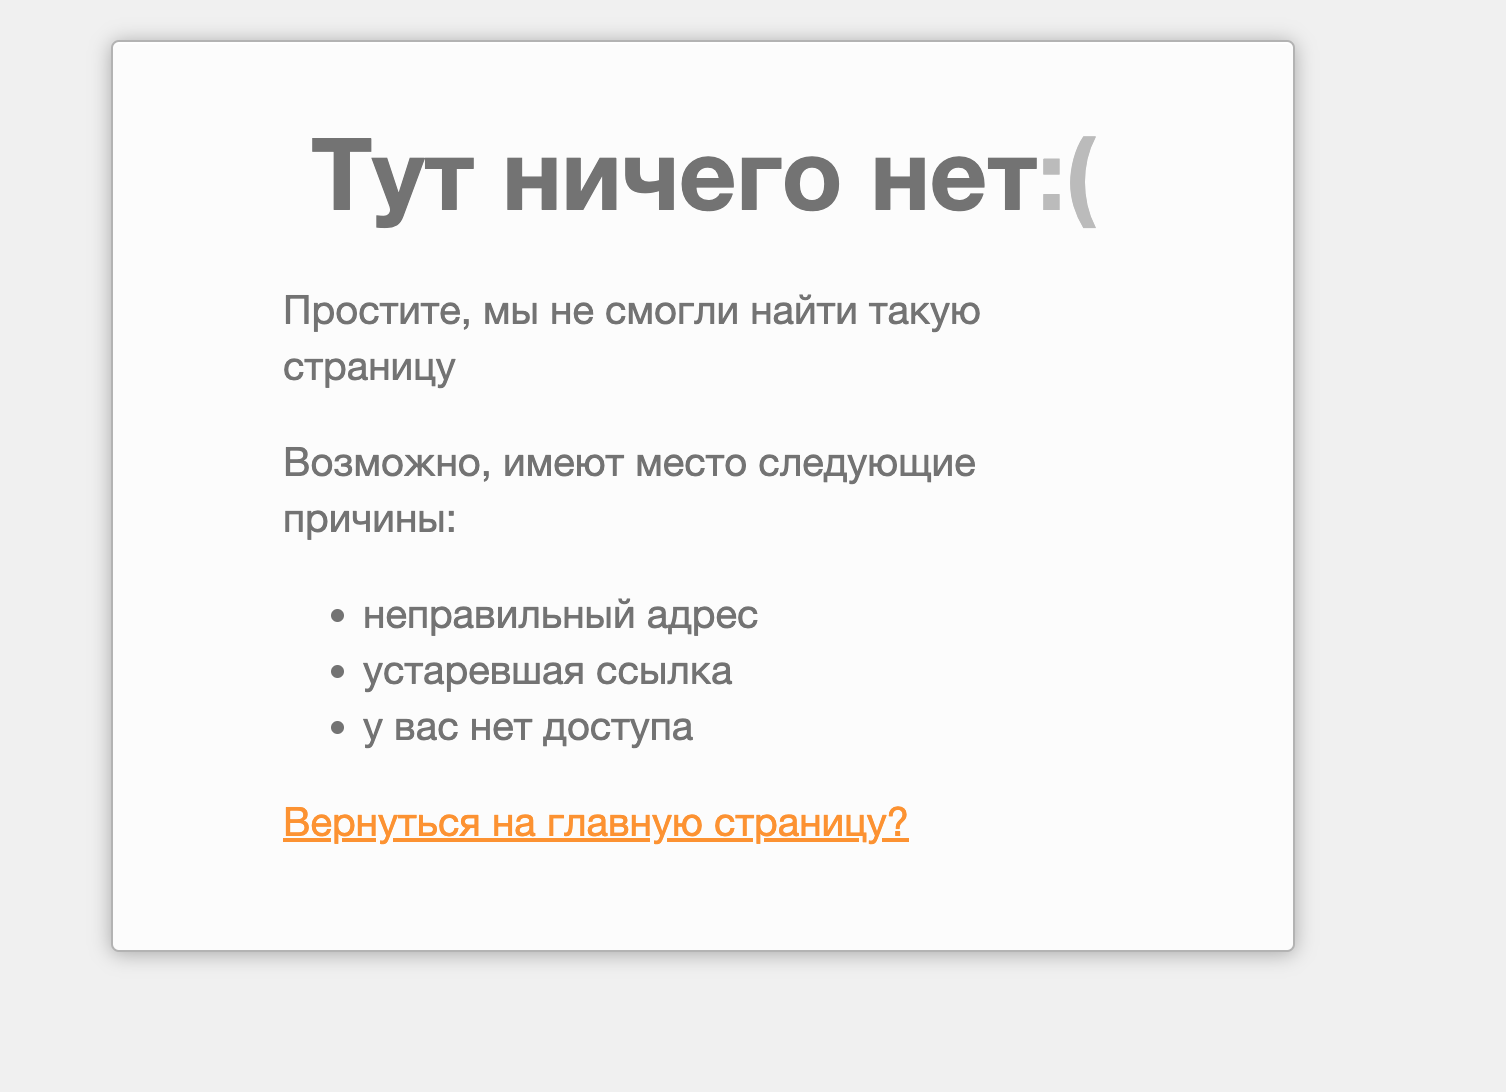 Тут ничего нет:(
Простите, мы не смогли найти такую
страницу
Возможно, имеют место следующие
причины:
• неправильный адрес
• устаревшая ссылка
• у вас нет доступа
Вернуться на главную страницу?